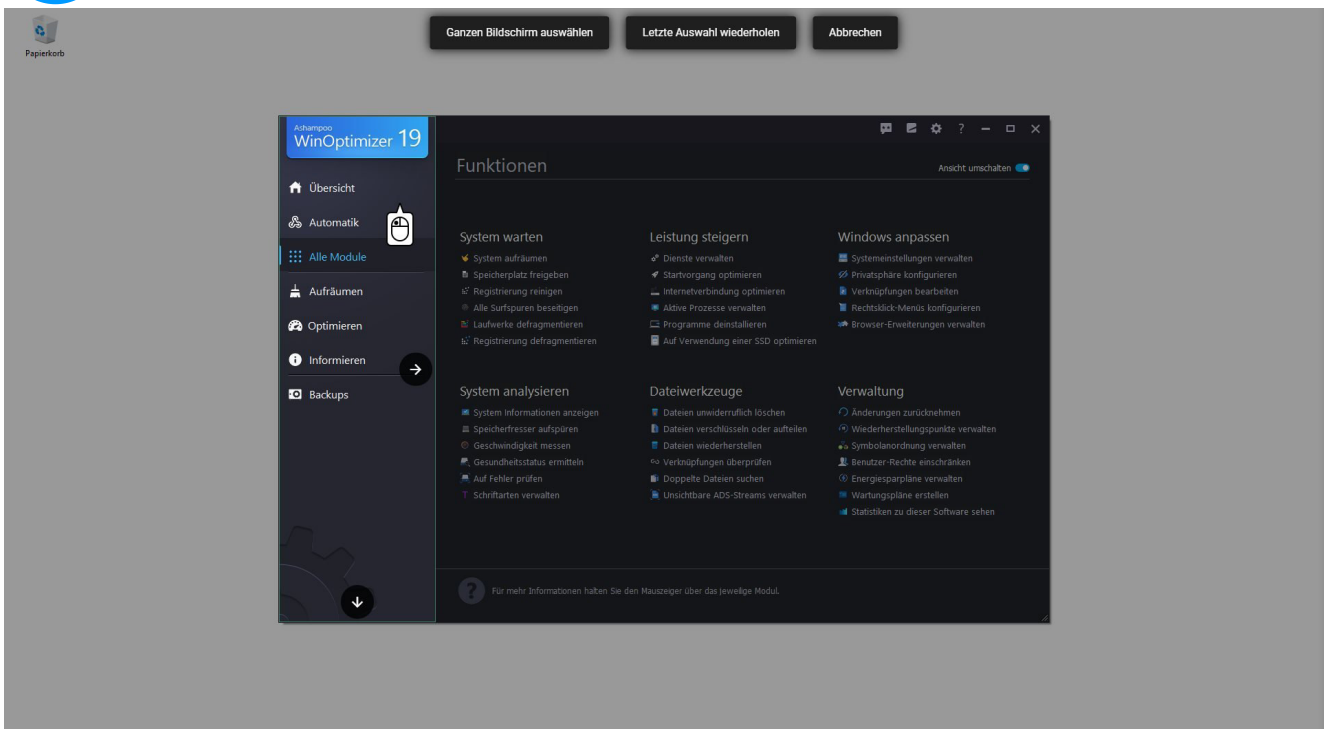 Papierkorb
Ganzen Bildschirm auswählen
Letzte Auswahl wiederholen
Abbrechen
Ashampoo
WinOptimizer 19
Übersicht
Automatik
Alle Module
Aufräumen
Optimieren
Informieren
Backups
Funktionen
Ansicht umschalten
System warten
System aufräumen
Speicherplatz freigeben
Registrierung reinigen
Alle Surfspuren beseitigen
Laufwerke defragmentieren
Registrierung defragmentieren
Leistung steigern
Dienste verwalten
Startvorgang optimieren
Internetverbindung optimieren
Aktive Prozesse verwalten
Programme deinstallieren
Auf Verwendung einer SSD optimieren
Windows anpassen
Systemeinstellungen verwalten
Privatsphäre konfigurieren
Verknüpfungen bearbeiten
Rechtsklick-Menüs konfigurieren
Browser-Erweiterungen verwalten
System analysieren
System Informationen anzeigen
Speicherfresser aufspüren
Geschwindigkeit messen
Gesundheitsstatus ermitteln
Auf Fehler prüfen
Schriftarten verwalten
Dateiwerkzeuge
Dateien unwiderruflich löschen
Dateien verschlüsseln oder aufteilen
Dateien wiederherstellen
Verknüpfungen überprüfen
Doppelte Dateien suchen
Unsichtbare ADS-Streams verwalten
Verwaltung
Änderungen zurücknehmen
Wiederherstellungspunkte verwalten
Symbolanordnung verwalten
Benutzer-Rechte einschränken
Energiesparpläne verwalten
Wartungspläne erstellen
Statistiken zu dieser Software sehen
Für mehr Informationen halten Sie den Mauszeiger über das jeweilige Modul.